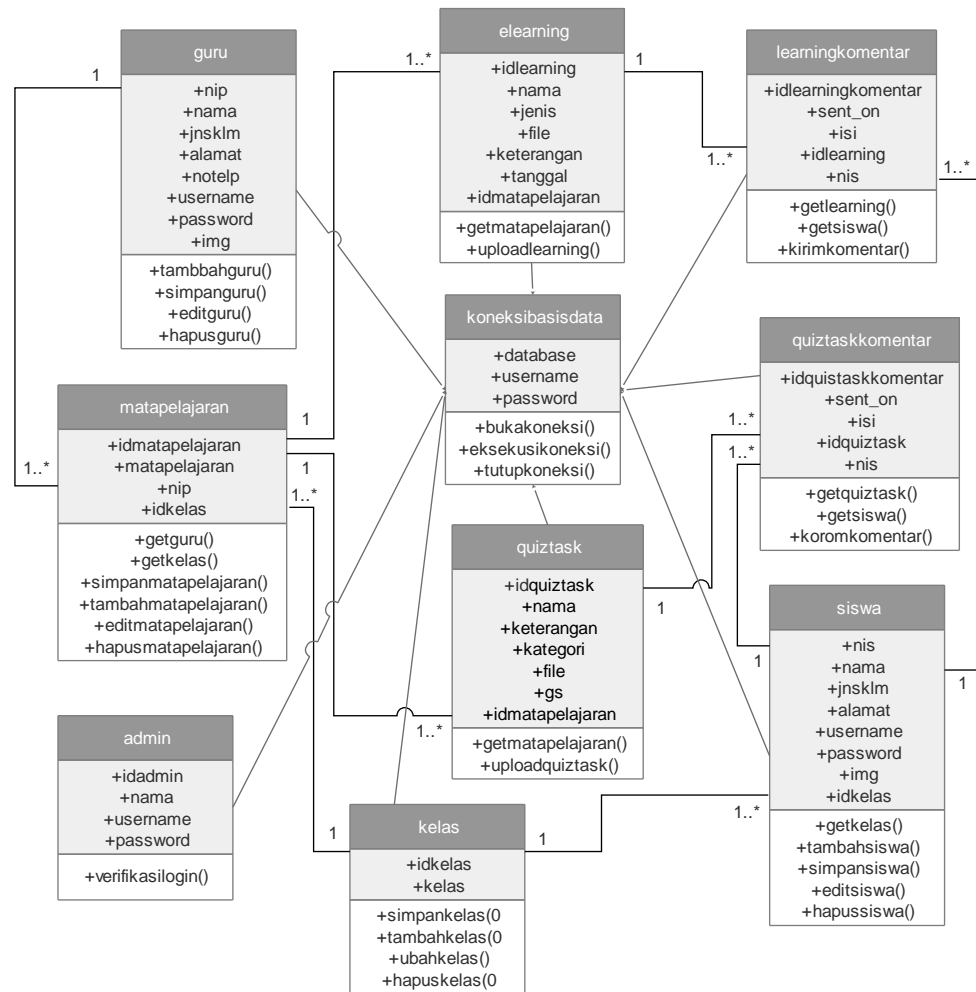 guru
+nip
+nama
+jnsklm
+alamat
+notelp
+username
+password
+img
+tambbahguru()
+simpanguru()
+editguru()
+hapusguru()
1
1..*
elearning
+idlearning
+nama
+jenis
+file
+keterangan
+tanggal
+idmatapelajaran
+getmatapelajaran()
+uploadlearning()
1..*
1
learningkomentar
+idlearningkomentar
+sent_on
+isi
+idlearning
+nis
+getlearning()
+getsiswa()
+kirimkomentar()
1..*
1..*
koneksibasisdata
+database
+username
+password
+bukakoneksi()
+eksekusikoneksi()
+tutupkoneksi()
quiztaskkomentar
+idquistaskkomentar
+sent_on
+isi
+idquiztask
+nis
+getquiztask()
+getsiswa()
+koromkomentar()
1..*
1..*
matapelajaran
+idmatapelajaran
+matapelajaran
+nip
+idkelas
+getguru()
+getkelas()
+simpanmatapelajaran()
+tambahmatapelajaran()
+editmatapelajaran()
+hapusmatapelajaran()
1
1
1..*
quiztask
+idquiztask
+nama
+keterangan
+kategori
+file
+gs
+idmatapelajaran
+getmatapelajaran()
+uploadquiztask()
1
1..*
siswa
+nis
+nama
+jnsklm
+alamat
+username
+password
+img
+idkelas
+getkelas()
+tambahsiswa()
+simpansiswa()
+editsiswa()
+hapussiswa()
1
1
1..*
admin
+idadmin
+nama
+username
+password
+verifikasilogin()
kelas
+idkelas
+kelas
+simpankelas(0
+tambahkelas(0
+ubahkelas()
+hapuskelas(0
1
1